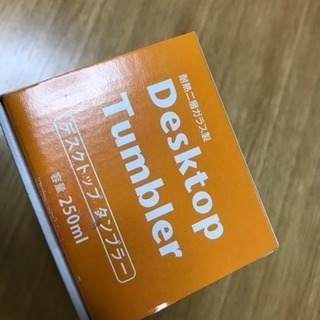 耐熱二層ガラス製
Desktop
Tumbler
デスクトップ タンブラー
容量 250ml